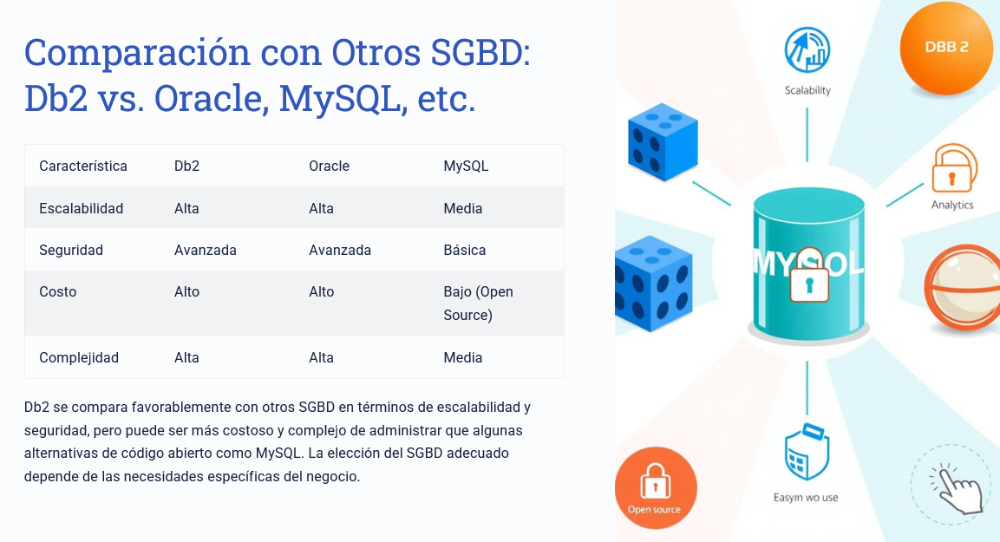 Comparación con Otros SGBD:
Db2 vs. Oracle, MySQL, etc.
Característica Db2 Oracle MySQL
Escalabilidad Alta Alta Media
Seguridad Avanzada Avanzada Básica
Costo Alto Alto Bajo (Open
Source)
Complejidad Alta Alta Media
Db2 se compara favorablemente con otros SGBD en términos de escalabilidad y
seguridad, pero puede ser más costoso y complejo de administrar que algunas
alternativas de código abierto como MySQL. La elección del SGBD adecuado
depende de las necesidades específicas del negocio.
DBB 2
Scalability
Analytics
MYSQL
Easym wo use
Open source